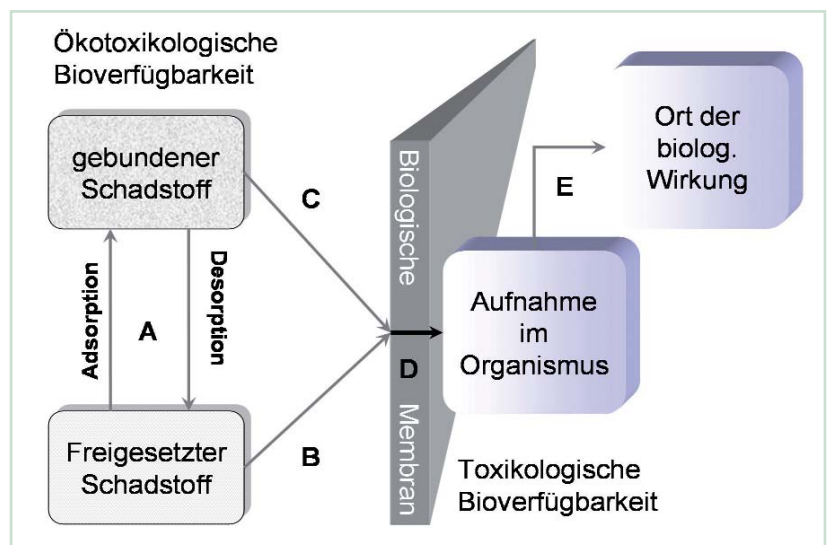 Ökotoxikologische
Bioverfügbarkeit
gebundener
Schadstoff
Adsorption
A
Desorption
Freigesetzter
Schadstoff
C
B
Biologische
D
Membran
Aufnahme
im
Organismus
E
Ort der
biolog.
Wirkung
Toxikologische
Bioverfügbarkeit